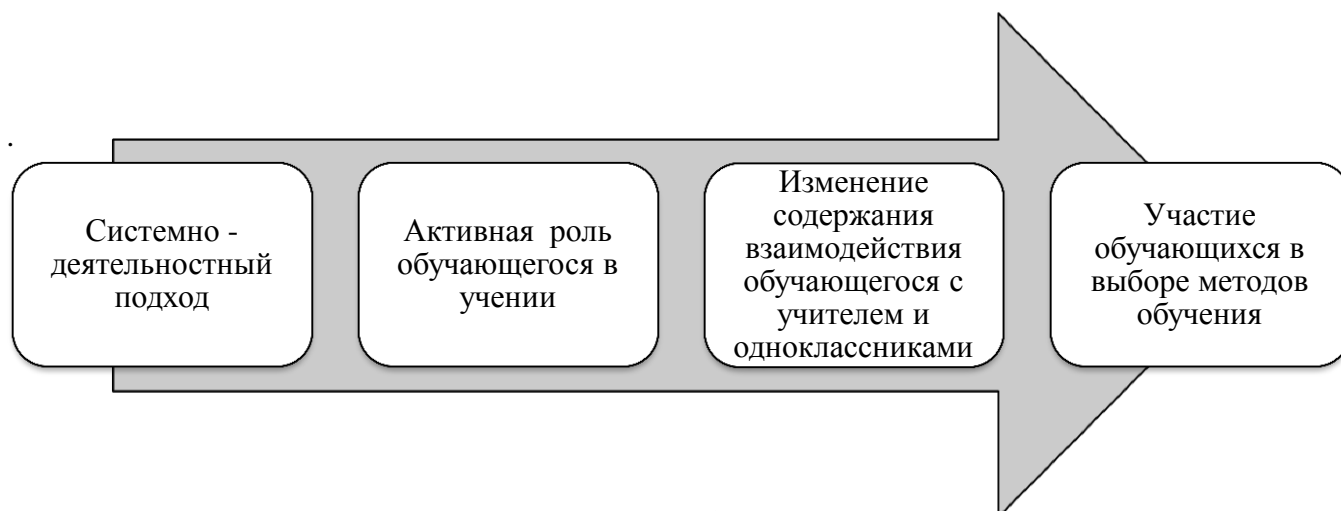 .
Системно -
деятельностный
подход
Активная  роль
обучающегося в
учении
Изменение
содержания
взаимодействия
обучающегося с
учителем и
одноклассниками
Участие
обучающихся в
выборе методов
обучения